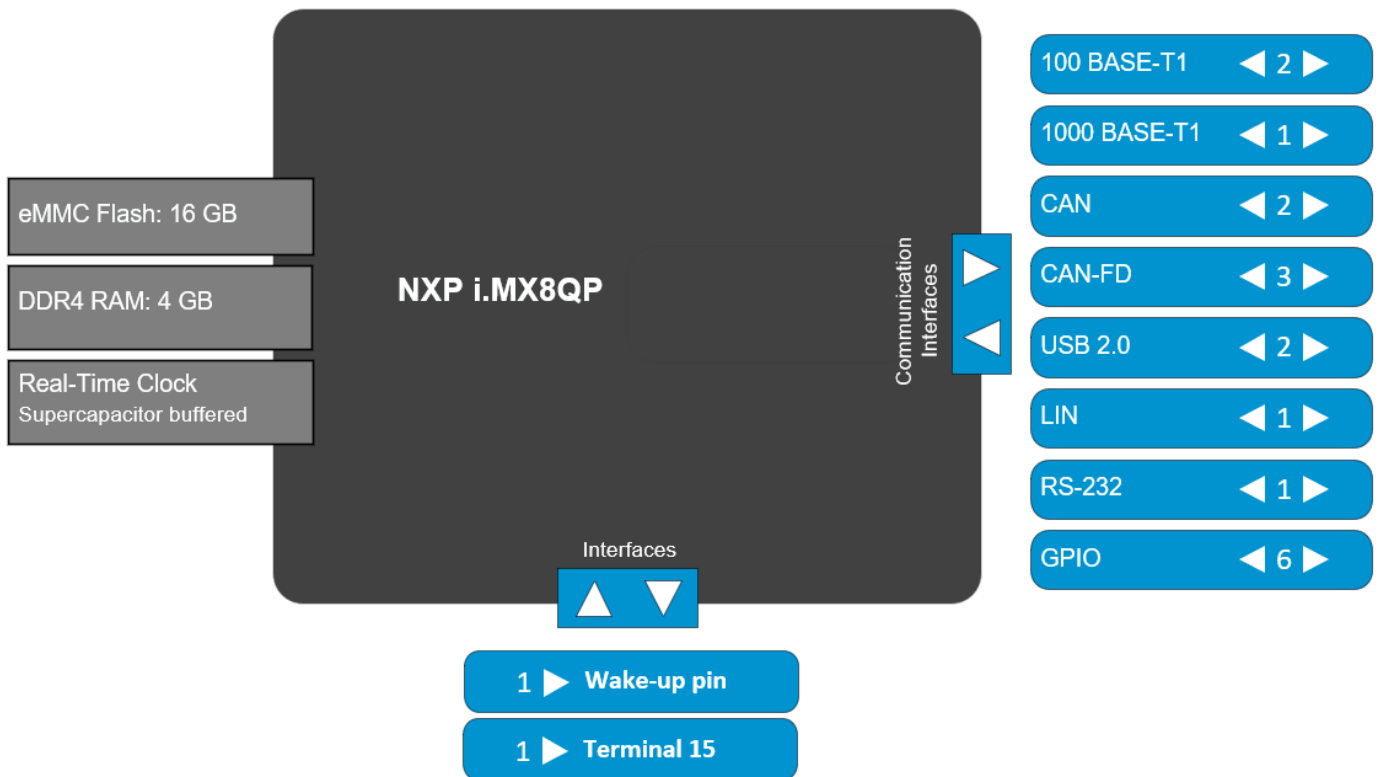 eMMC Flash: 16 GB
DDR4 RAM: 4 GB
Real-Time Clock
Supercapacitor buffered
NXP i.MX8QP
Communication
Interfaces
100 BASE-T1 2
1000 BASE-T1 1
CAN 2
CAN-FD 3
USB 2.0 2
LIN 1
RS-232 1
GPIO 6
Interfaces
1 Wake-up pin
1 Terminal 15